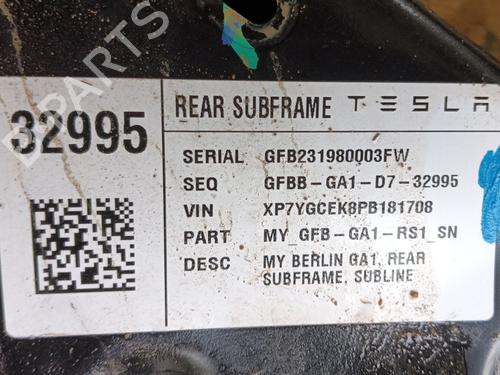 32995
REAR SUBFRAME TESLA
SERIAL GFB231980003FW
SEQ GFBB-GA1-D7-32995
VIN XP7YGCEK8PB181708
PART MY_GFB-GA1-RS1_SN
DESC MY BERLIN GA1, REAR
SUBFRAME, SUBLINE
B-PARTS